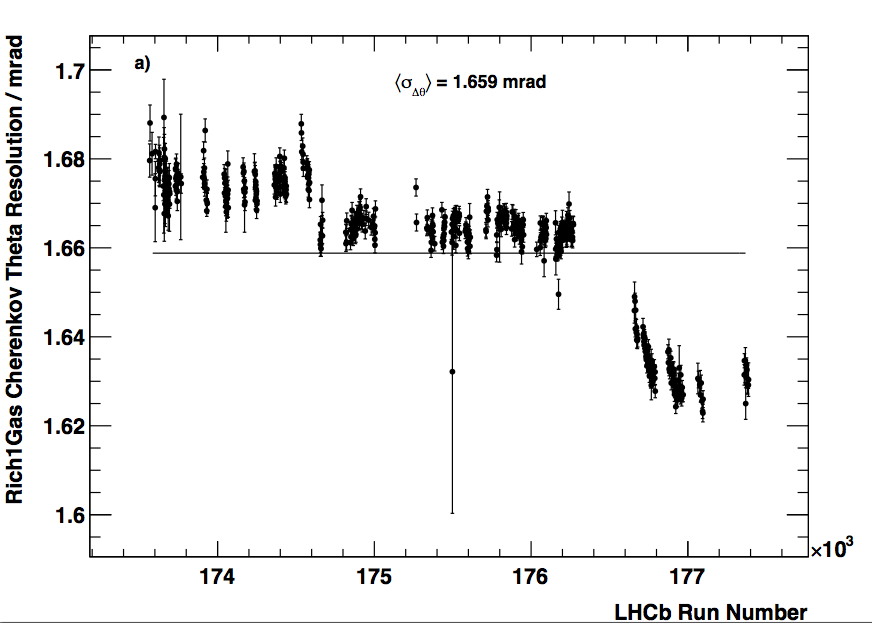 a)
⟨σΔθ⟩ = 1.659 mrad
Rich1Gas Cherenkov Theta Resolution / mrad
1.7
1.68
1.66
1.64
1.62
1.6
174 175 176 177
×10³
LHCb Run Number